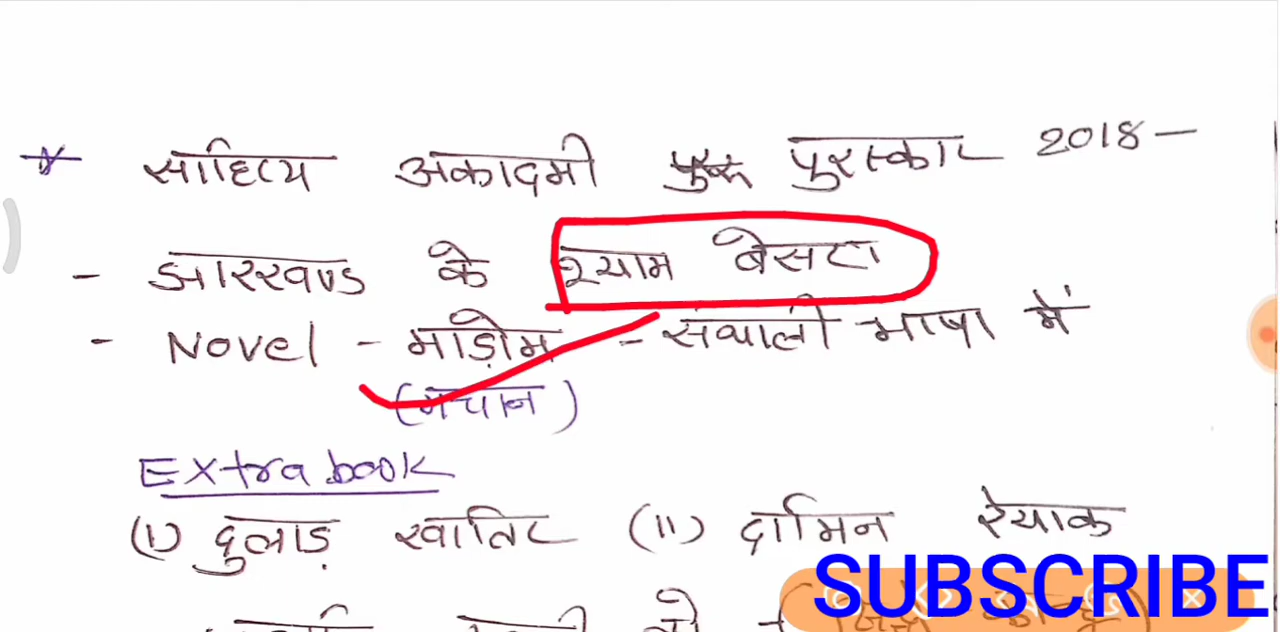 साहित्य अकादमी पुरस्कार 2018 —
- झारखण्ड के श्याम बेसरा
- Novel - माड़ोम - संथाली भाषा में
(मचान)
Extra book
(I) दुलाड़ खातिर (II) दामिन रेयाक
SUBSCRIBE